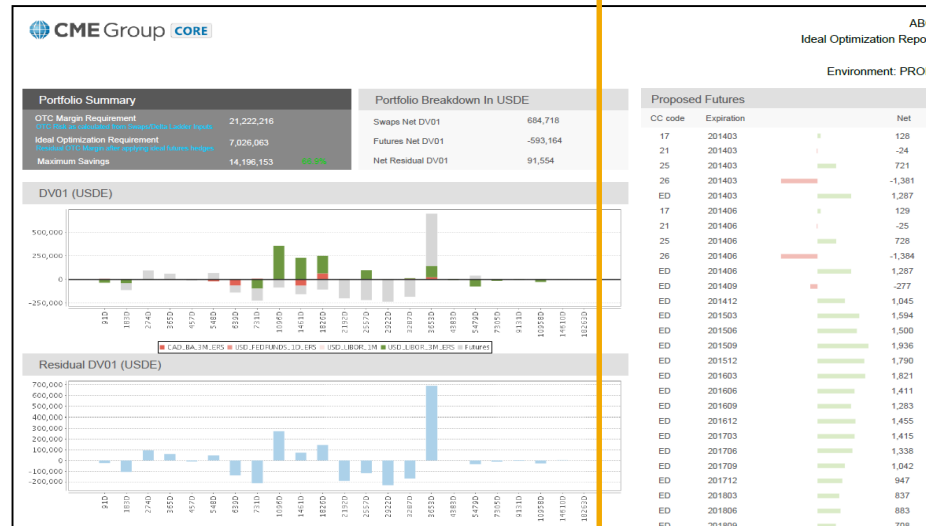 CME Group CORE
AB
Ideal Optimization Repo
Environment: PRO
Portfolio Summary
OTC Margin Requirement 21,222,216
OTC Risk as calculated from Swaps/Delta Ladder inputs
Ideal Optimization Requirement 7,026,063
Residual OTC Margin after applying ideal futures hedges
Maximum Savings 14,196,153
Portfolio Breakdown In USDE
Swaps Net DV01 684,718
Futures Net DV01 -593,164
Net Residual DV01 91,554
DV01 (USDE)
500,000
250,000
0
-250,000
91D 183D 274D 365D 457D 548D 639D 731D 1096D 1461D 1826D 2192D 2557D 2922D 3287D 3653D 4383D 5479D 7305D 9131D 10958D 14610D 18263D
CAD_BA_3M_ERS USD_FEDFUNDS_1D_ERS USD_LIBOR_1M USD_LIBOR_3M_ERS Futures
Residual DV01 (USDE)
700,000
600,000
500,000
400,000
300,000
200,000
100,000
0
-100,000
-200,000
91D 183D 274D 365D 457D 548D 639D 731D 1096D 1461D 1826D 2192D 2557D 2922D 3287D 3653D 4383D 5479D 7305D 9131D 10958D 14610D 18263D
Proposed Futures
CC code Expiration Net
17 201403 128
21 201403 -24
25 201403 721
26 201403 -1,381
ED 201403 1,287
17 201406 129
21 201406 -25
25 201406 728
26 201406 -1,384
ED 201406 1,287
ED 201409 -277
ED 201412 1,045
ED 201503 1,594
ED 201506 1,500
ED 201509 1,936
ED 201512 1,790
ED 201603 1,821
ED 201606 1,411
ED 201609 1,283
ED 201612 1,455
ED 201703 1,415
ED 201706 1,338
ED 201709 1,042
ED 201712 947
ED 201803 837
ED 201806 883
ED 201809 708